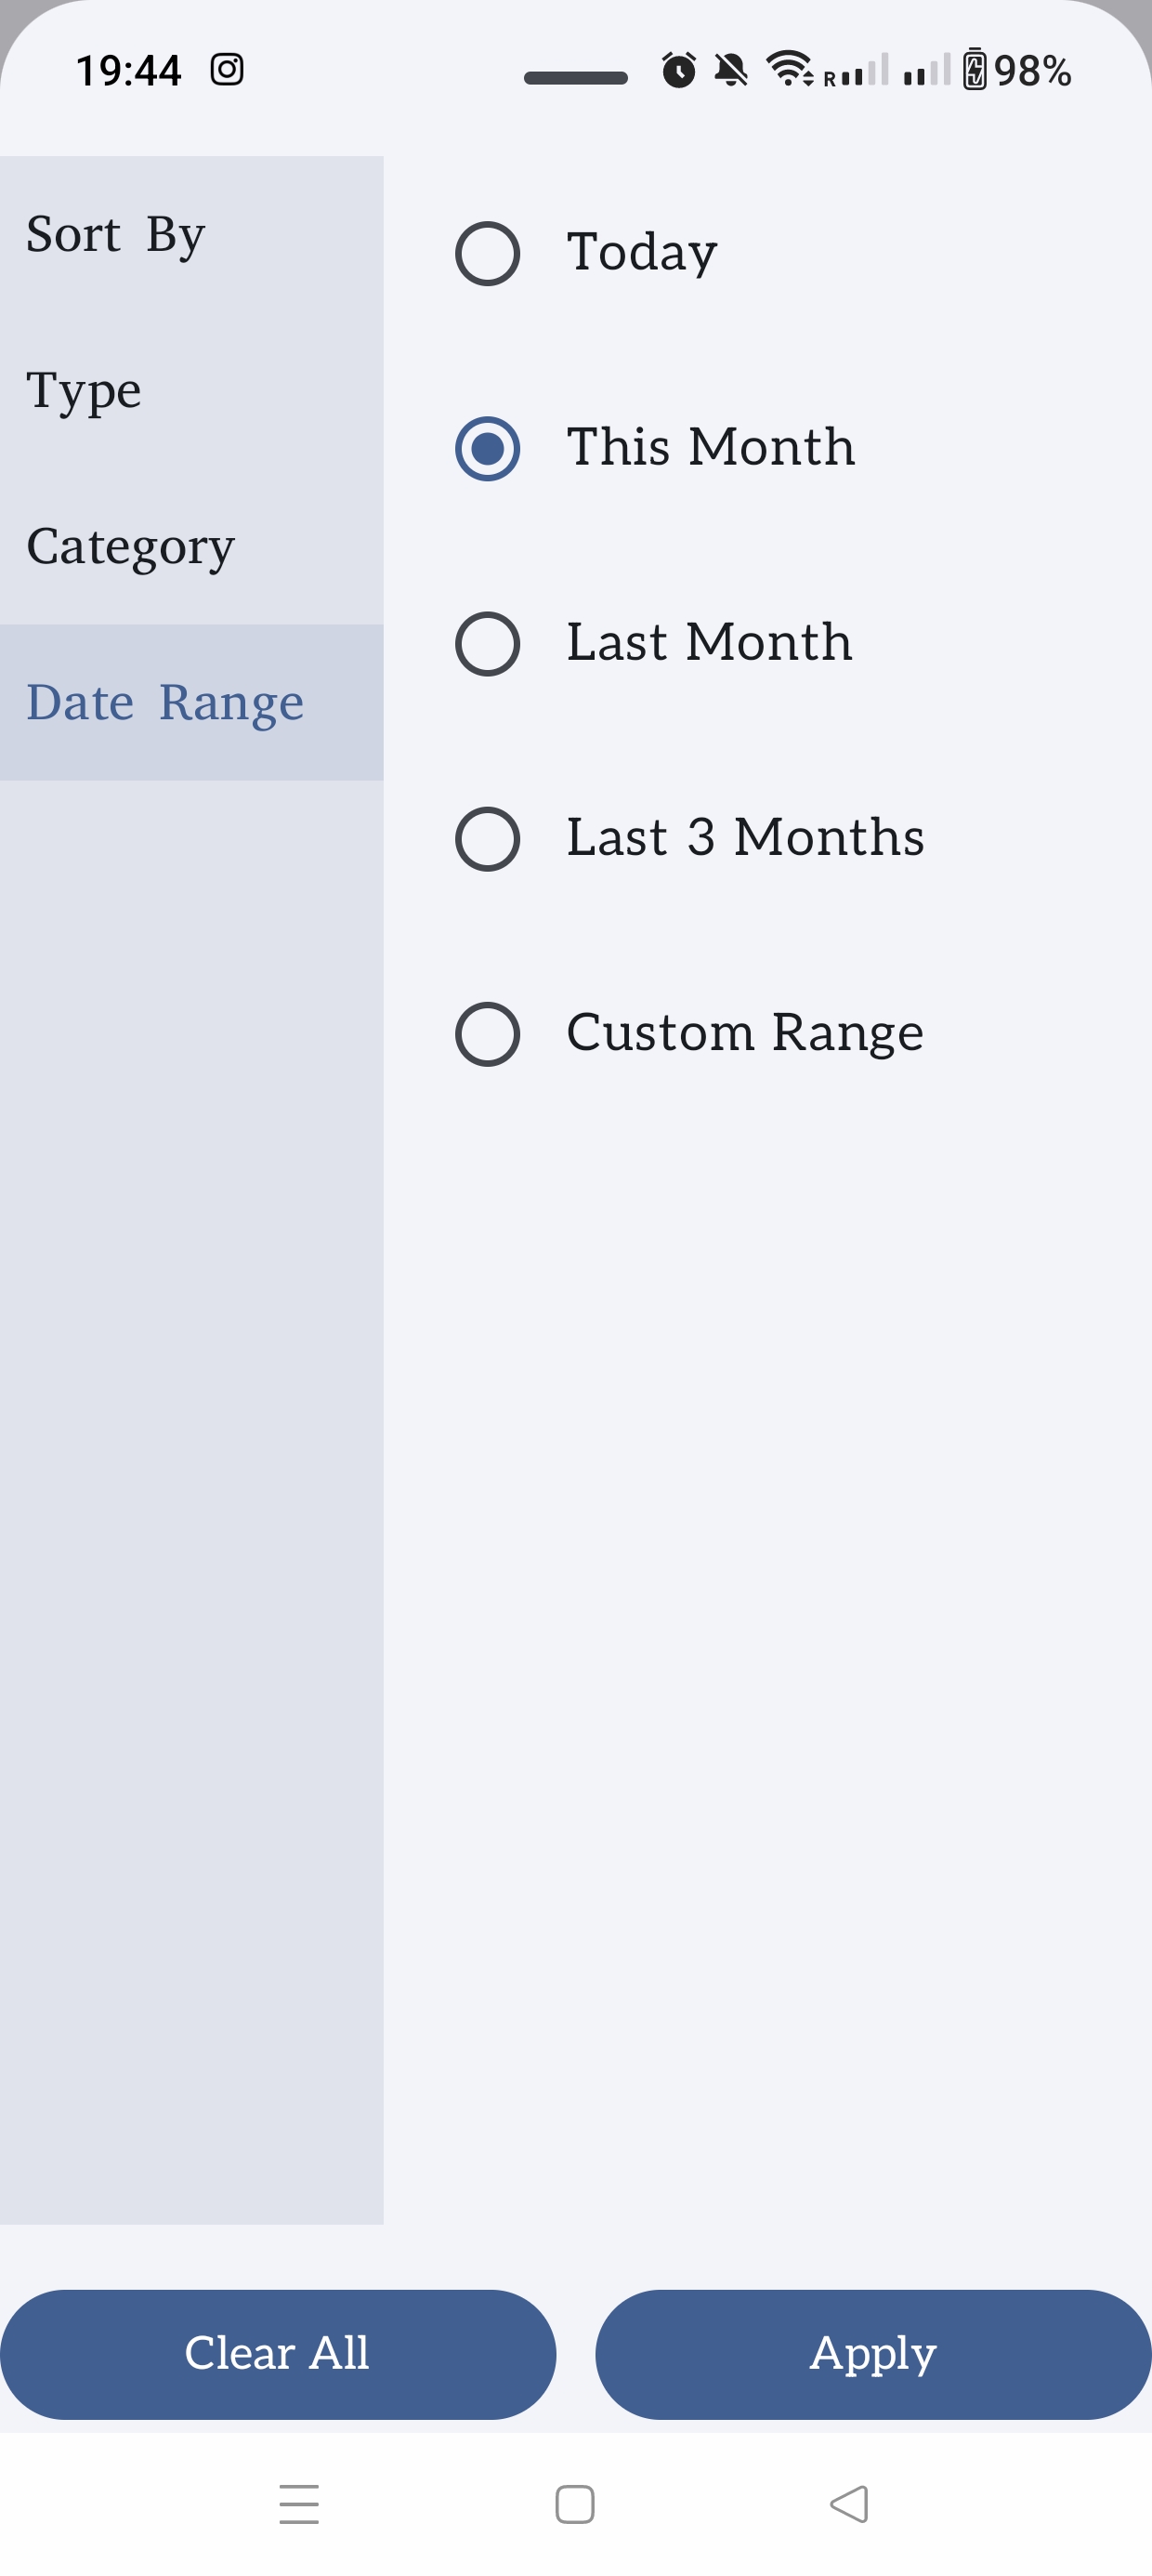 19:44
R 98%
Sort By
Type
Category
Date Range
Today
This Month
Last Month
Last 3 Months
Custom Range
Clear All
Apply